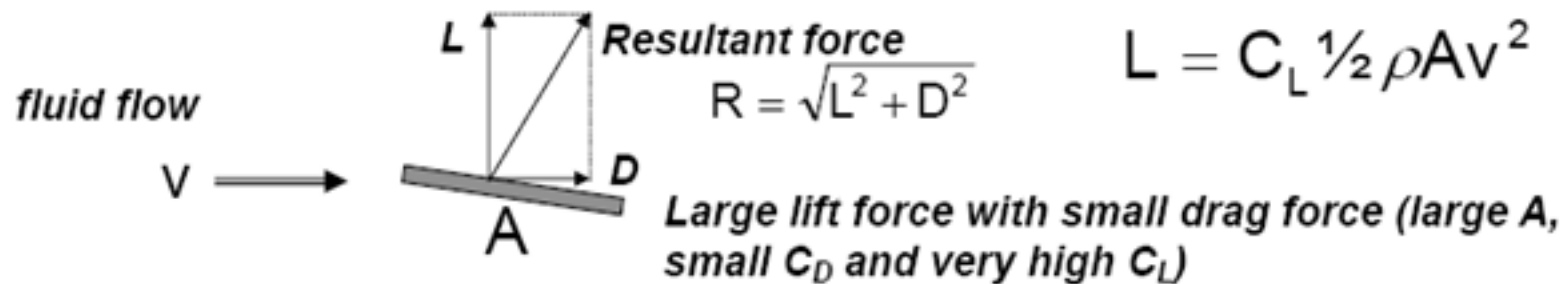 L
Resultant force
L = C_L ½ ρAv²
R = √(L² + D²)
fluid flow
V
D
A
Large lift force with small drag force (large A,
small C_D and very high C_L)